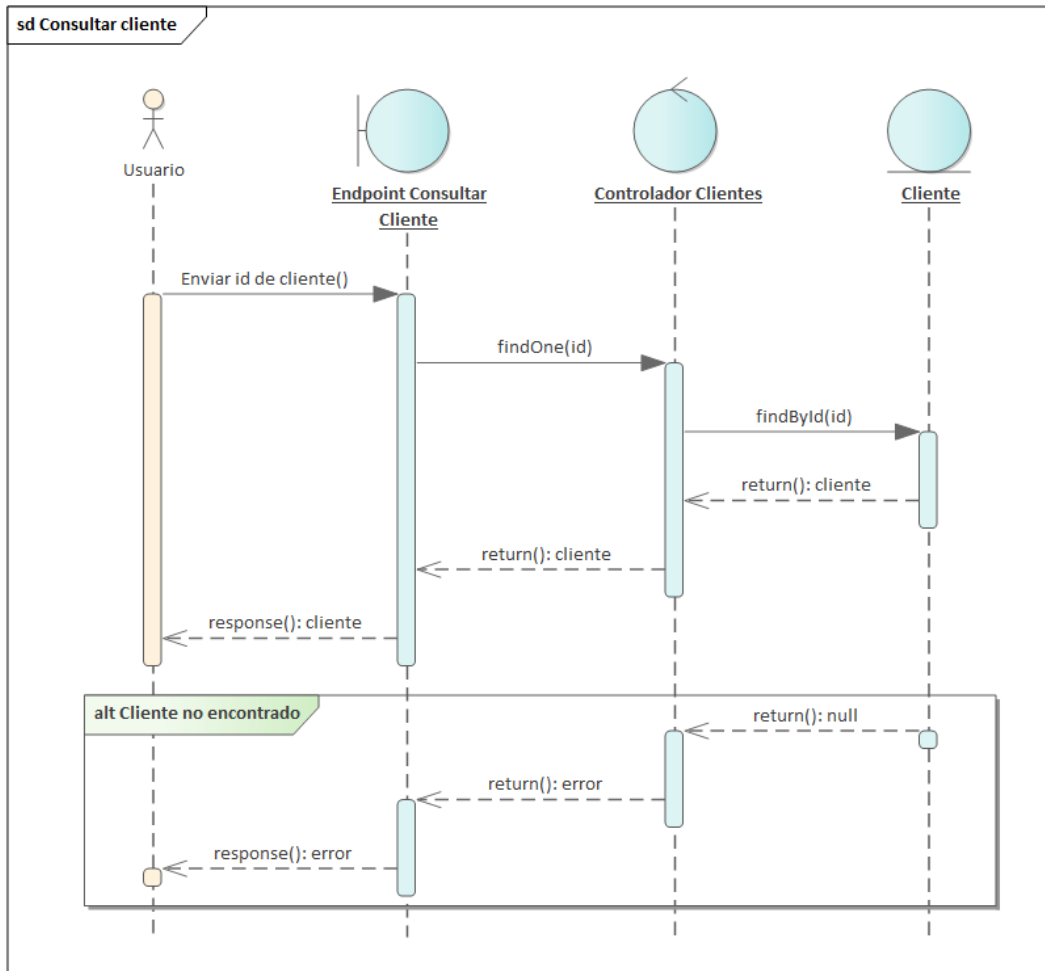 sd Consultar cliente
Usuario
Endpoint Consultar
Cliente
Controlador Clientes
Cliente
Enviar id de cliente()
findOne(id)
findById(id)
return(): cliente
return(): cliente
response(): cliente
alt Cliente no encontrado
return(): null
return(): error
response(): error